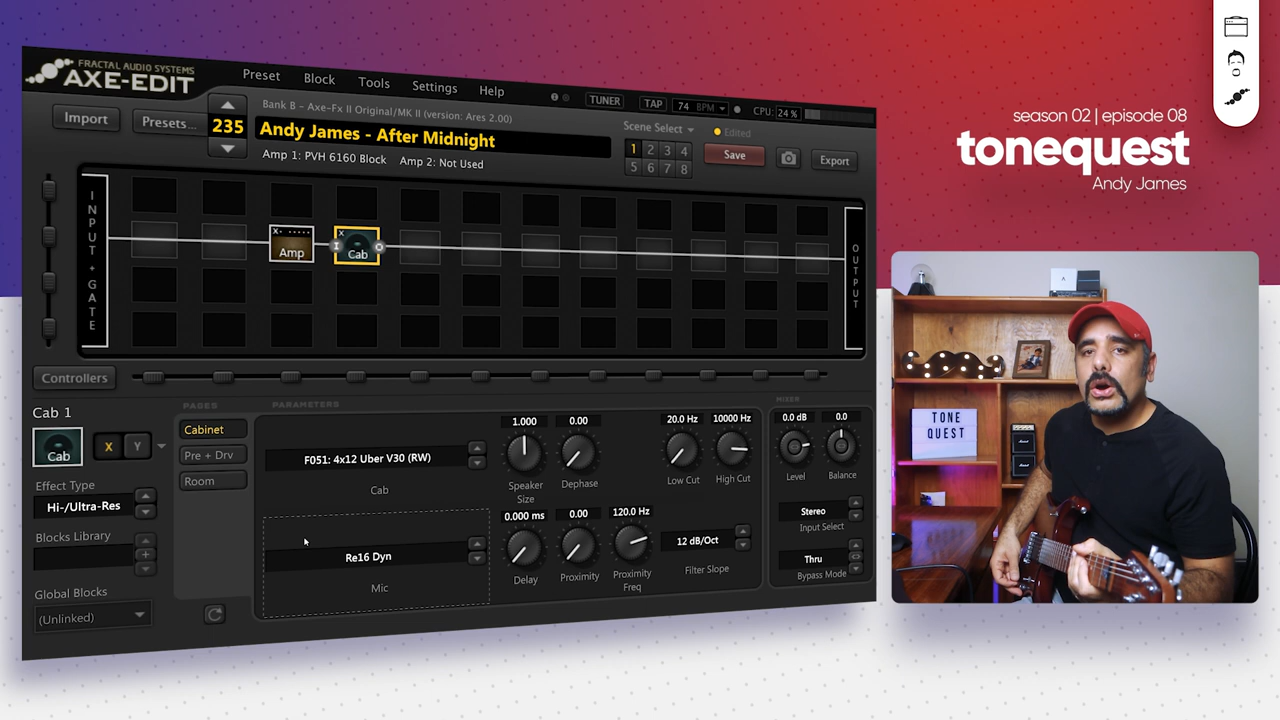 FRACTAL AUDIO SYSTEMS
AXE-EDIT
Preset Block Tools Settings Help
TUNER TAP 74 BPM CPU: 24 %
Import Presets... 235
Bank B - Axe-Fx II Original/MK II (version: Ares 2.00)
Andy James - After Midnight
Amp 1: PVH 6160 Block Amp 2: Not Used
Scene Select Edited
1 2 3 4
5 6 7 8
Save Export
INPUT + GATE
Amp Cab
OUTPUT
Controllers
Cab 1
Cab
X Y
Effect Type
Hi-/Ultra-Res
Blocks Library
Global Blocks
(Unlinked)
PAGES
Cabinet
Pre + Drv
Room
PARAMETERS
F051: 4x12 Uber V30 (RW)
Cab
Re16 Dyn
Mic
1.000 0.00 20.0 Hz 10000 Hz
Speaker Size Dephase Low Cut High Cut
0.000 ms 0.00 120.0 Hz 12 dB/Oct
Delay Proximity Proximity Freq Filter Slope
MIXER
0.0 dB 0.0
Level Balance
Stereo
Input Select
Thru
Bypass Mode
season 02 | episode 08
tonequest
Andy James
TONE
QUEST